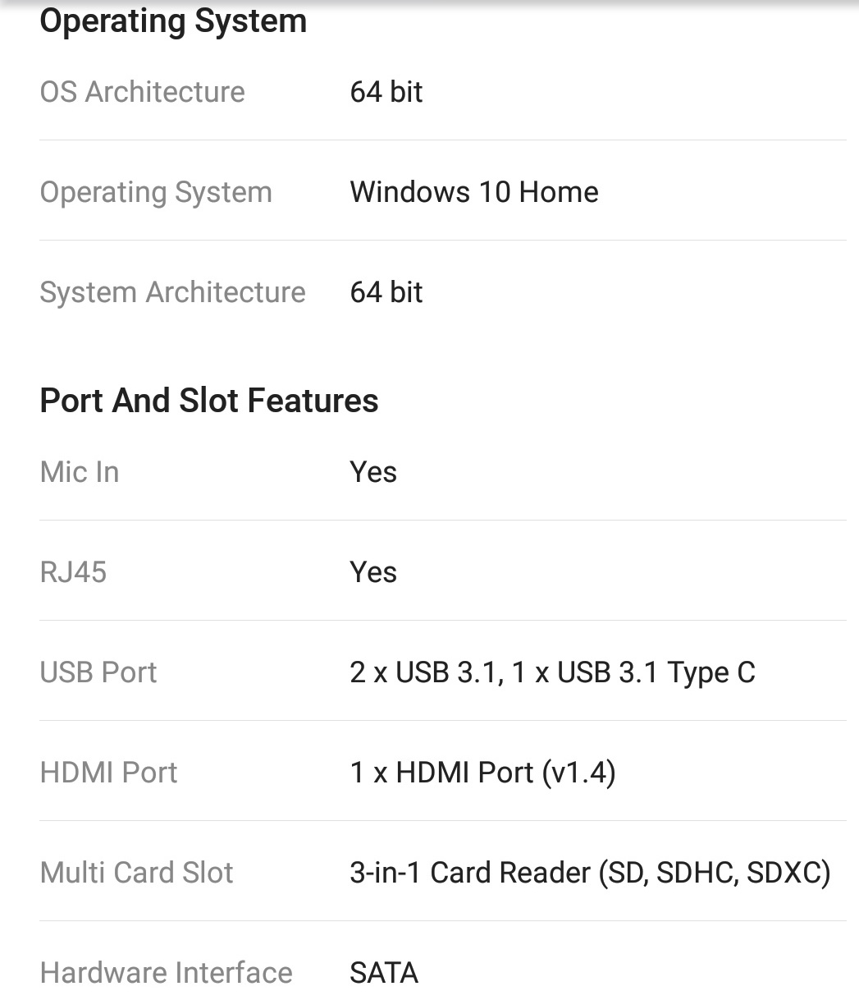 Operating System
OS Architecture 64 bit
Operating System Windows 10 Home
System Architecture 64 bit
Port And Slot Features
Mic In Yes
RJ45 Yes
USB Port 2 x USB 3.1, 1 x USB 3.1 Type C
HDMI Port 1 x HDMI Port (v1.4)
Multi Card Slot 3-in-1 Card Reader (SD, SDHC, SDXC)
Hardware Interface SATA